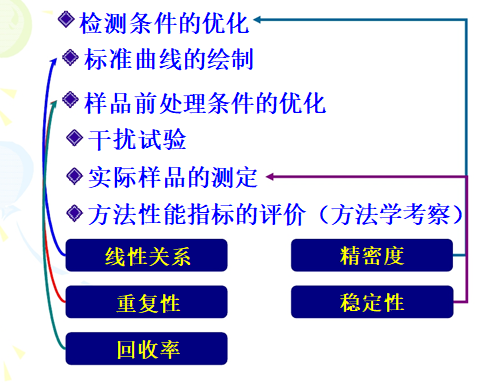 检测条件的优化
标准曲线的绘制
样品前处理条件的优化
干扰试验
实际样品的测定
方法性能指标的评价（方法学考察）
线性关系
精密度
重复性
稳定性
回收率